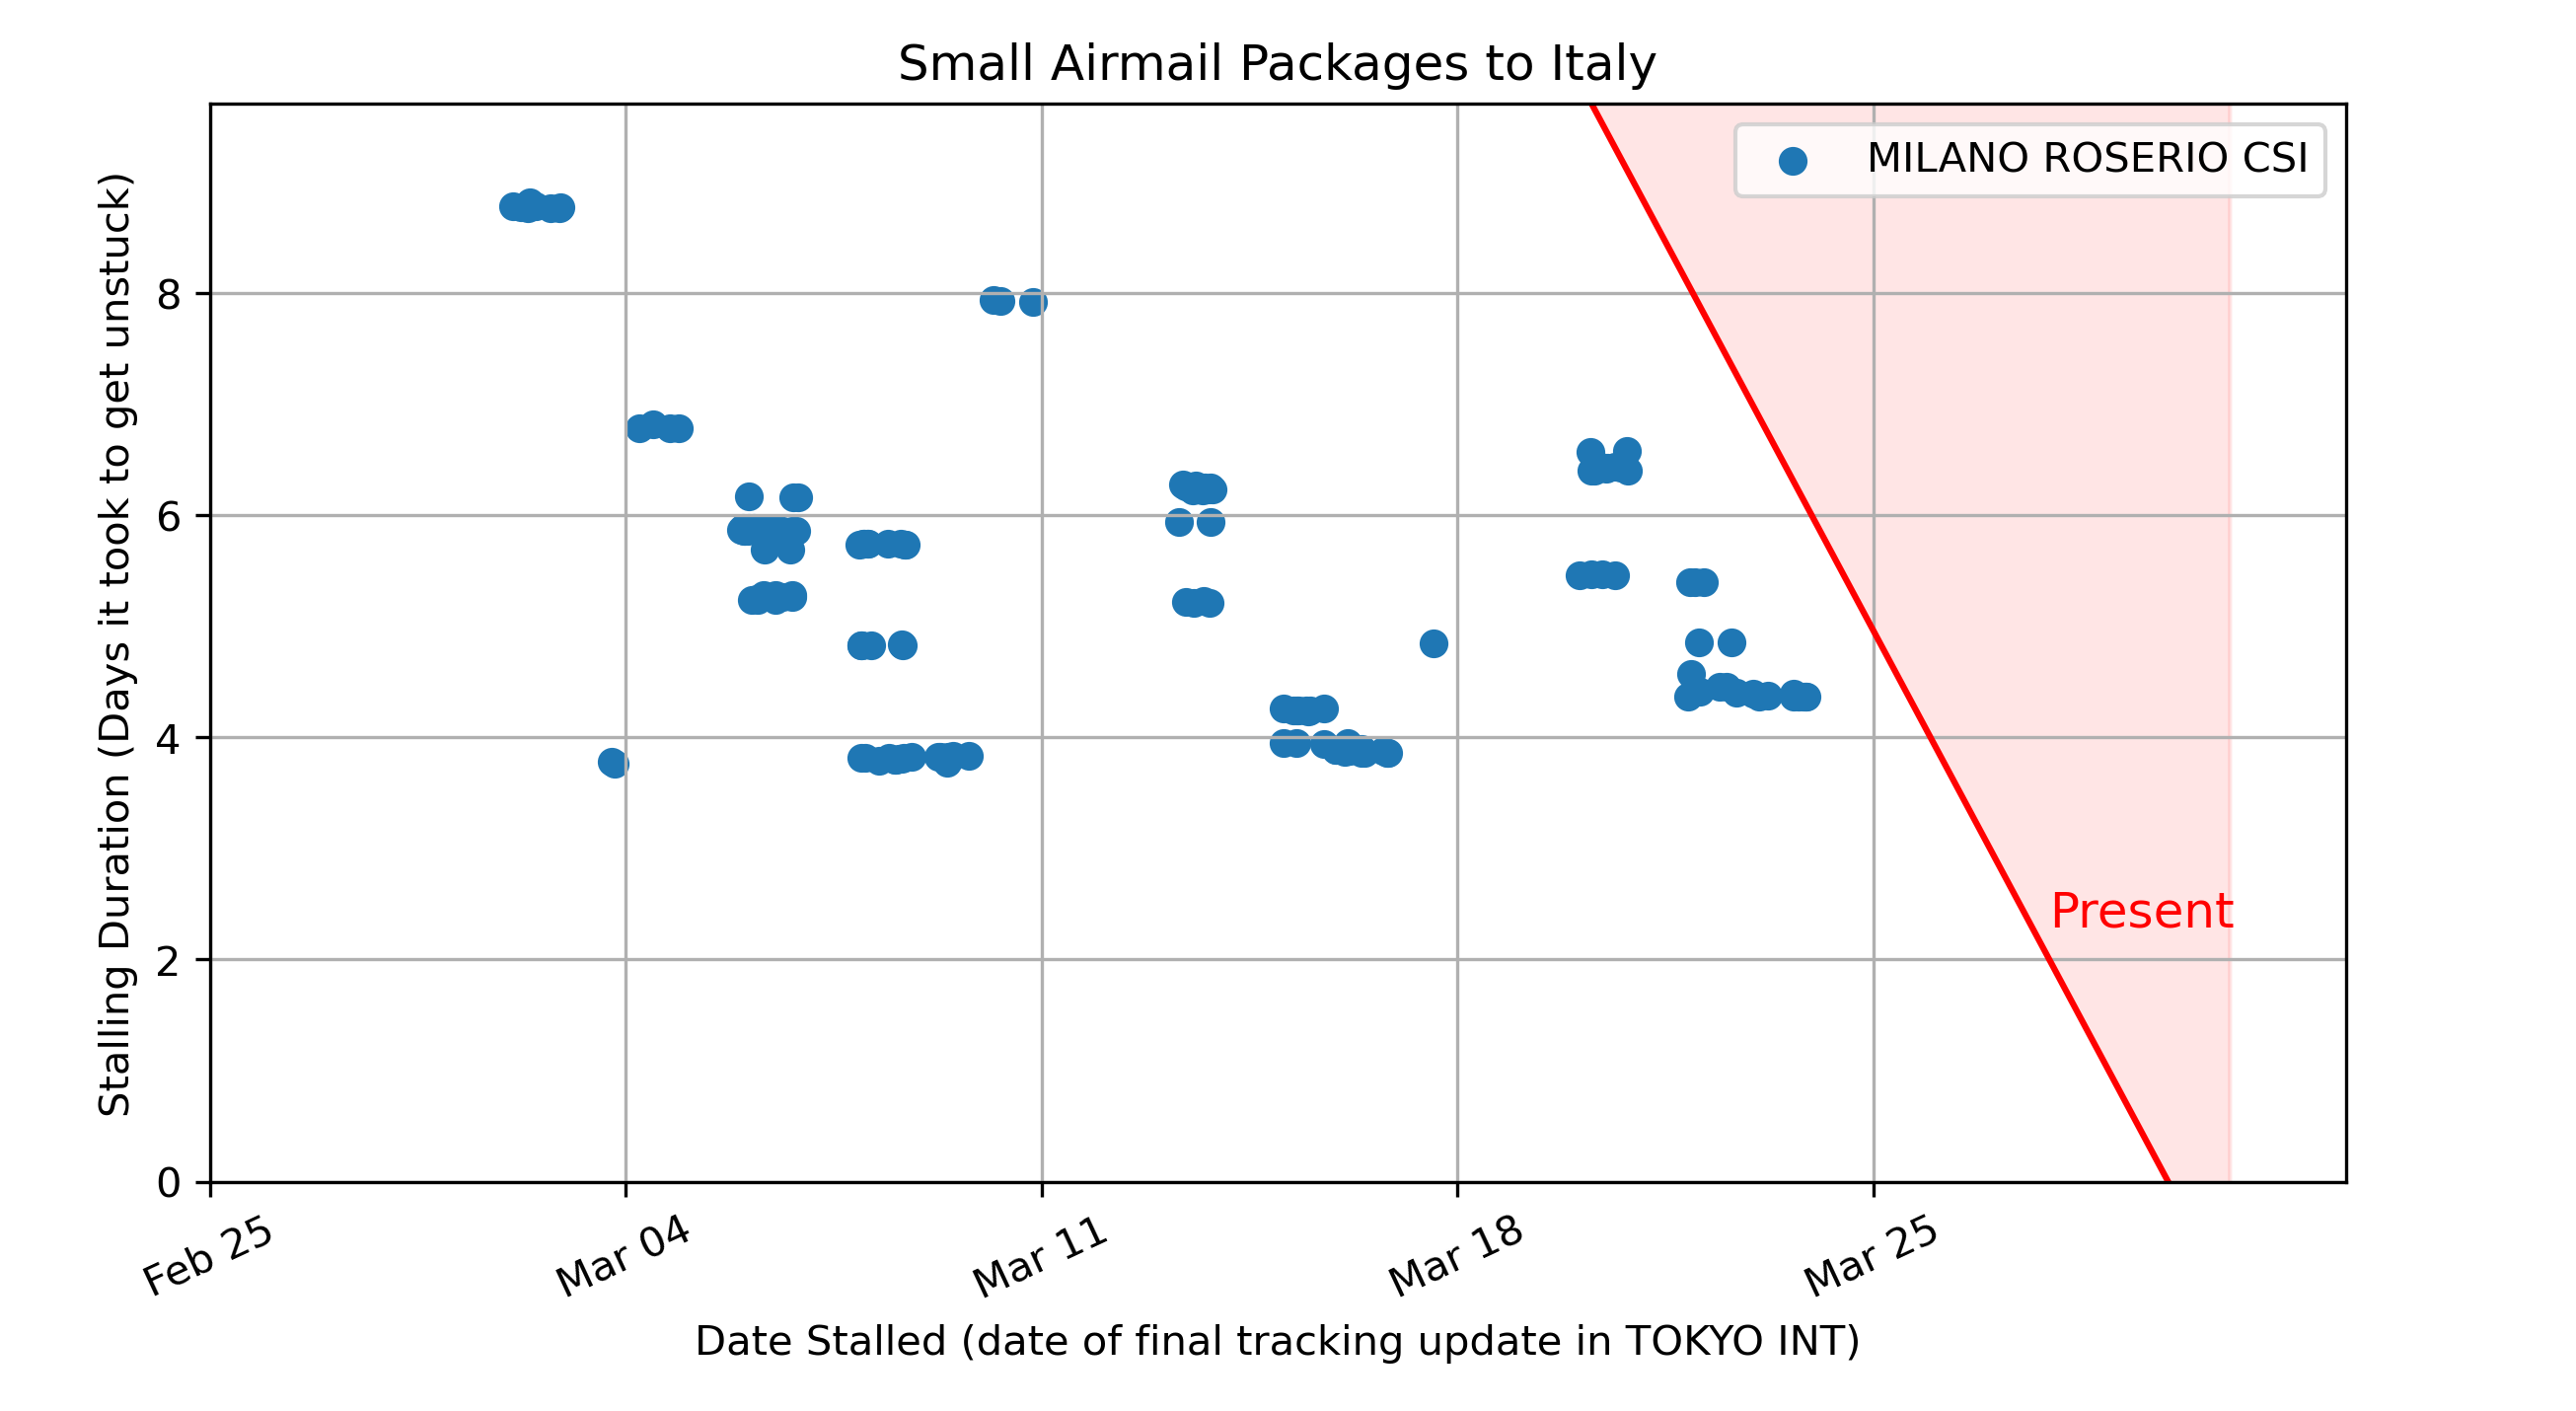 Small Airmail Packages to Italy
MILANO ROSERIO CSI
Stalling Duration (Days it took to get unstuck)
8
6
4
2
0
Present
Feb 25
Mar 04
Mar 11
Mar 18
Mar 25
Date Stalled (date of final tracking update in TOKYO INT)